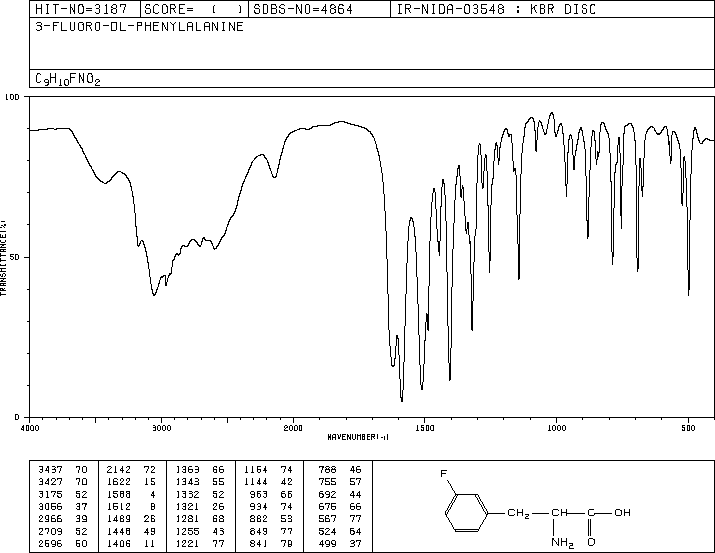 HIT-NO=3187 SCORE= ( ) SDBS-NO=4864 IR-NIDA-03548 : KBR DISC
3-FLUORO-DL-PHENYLALANINE
C9H10FNO2
100
50
0
TRANSMITTANCE(%)
4000 3000 2000 1500 1000 500
WAVENUMBER(-1)
3437 70 2142 72 1363 66 1164 74 788 46
3427 70 1622 15 1343 55 1144 42 755 57
3175 52 1588 4 1332 52 963 66 692 44
3056 37 1512 8 1321 26 934 74 675 66
2966 39 1489 26 1281 68 882 53 567 77
2709 52 1448 49 1255 43 849 77 524 64
2596 50 1406 11 1221 77 841 79 499 37
F
CH2 CH C OH
NH2 O